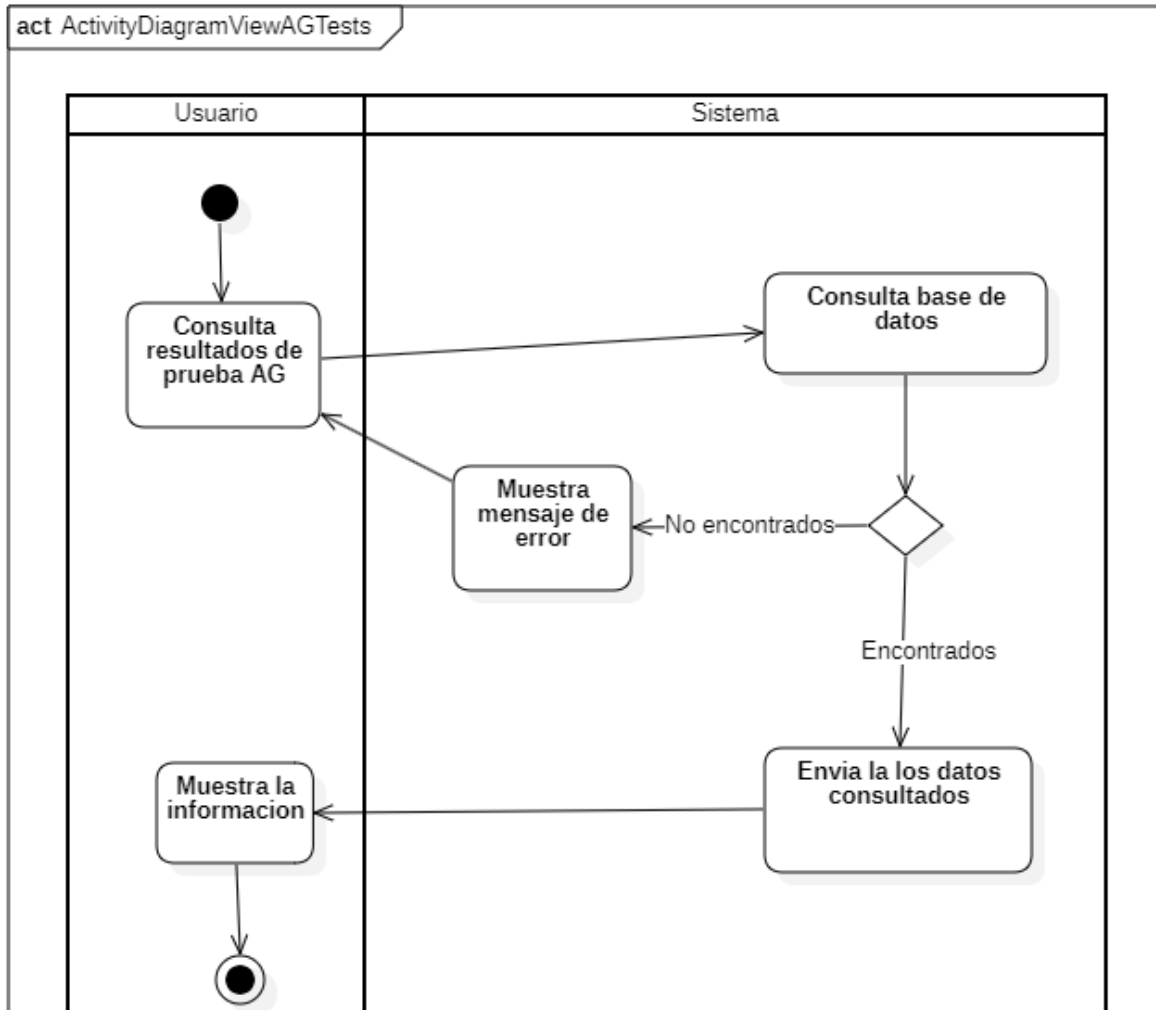 act ActivityDiagramViewAGTests
Usuario
Sistema
Consulta
resultados de
prueba AG
Consulta base de
datos
Muestra
mensaje de
error
No encontrados
Encontrados
Muestra la
informacion
Envia la los datos
consultados